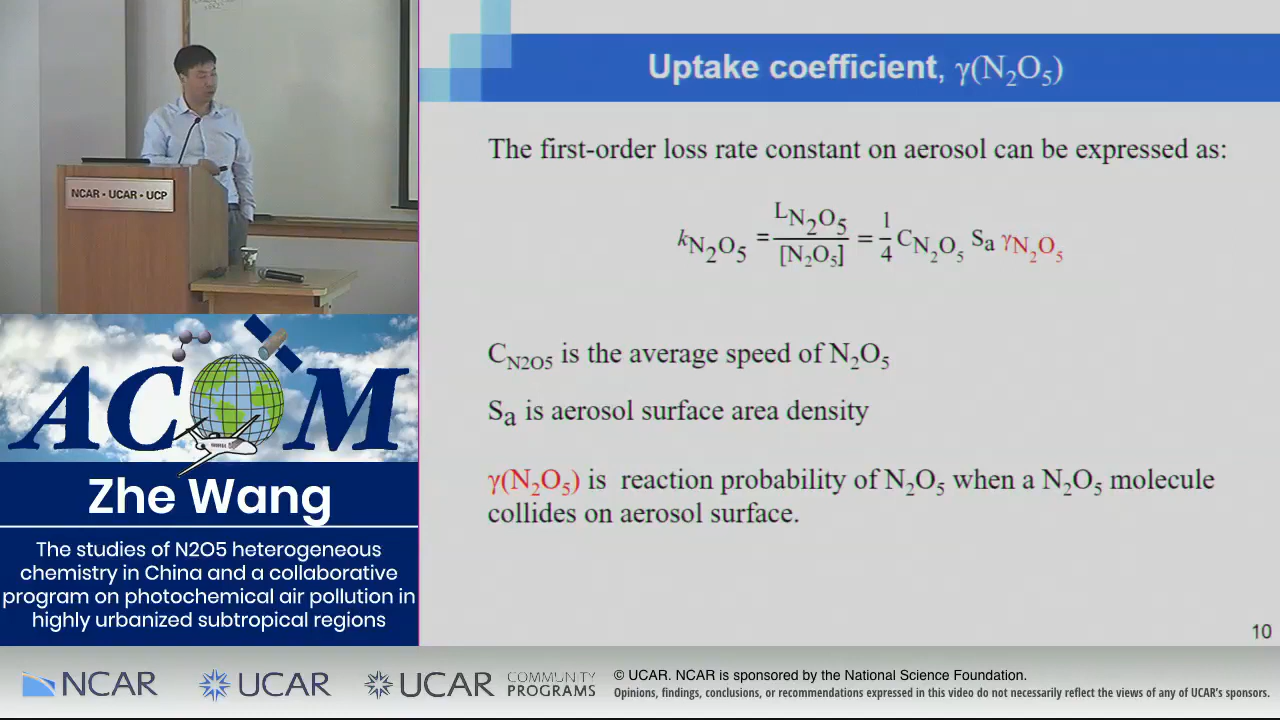 NCAR • UCAR • UCP
ACOM
Zhe Wang
The studies of N2O5 heterogeneous
chemistry in China and a collaborative
program on photochemical air pollution in
highly urbanized subtropical regions
Uptake coefficient, γ(N₂O₅)
The first-order loss rate constant on aerosol can be expressed as:
k_N₂O₅ = L_N₂O₅ / [N₂O₅] = 1/4 C_N₂O₅ Sₐ γ_N₂O₅
C_N2O5 is the average speed of N₂O₅
Sₐ is aerosol surface area density
γ(N₂O₅) is reaction probability of N₂O₅ when a N₂O₅ molecule
collides on aerosol surface.
10
NCAR
UCAR
UCAR
COMMUNITY
PROGRAMS
© UCAR. NCAR is sponsored by the National Science Foundation.
Opinions, findings, conclusions, or recommendations expressed in this video do not necessarily reflect the views of any of UCAR's sponsors.